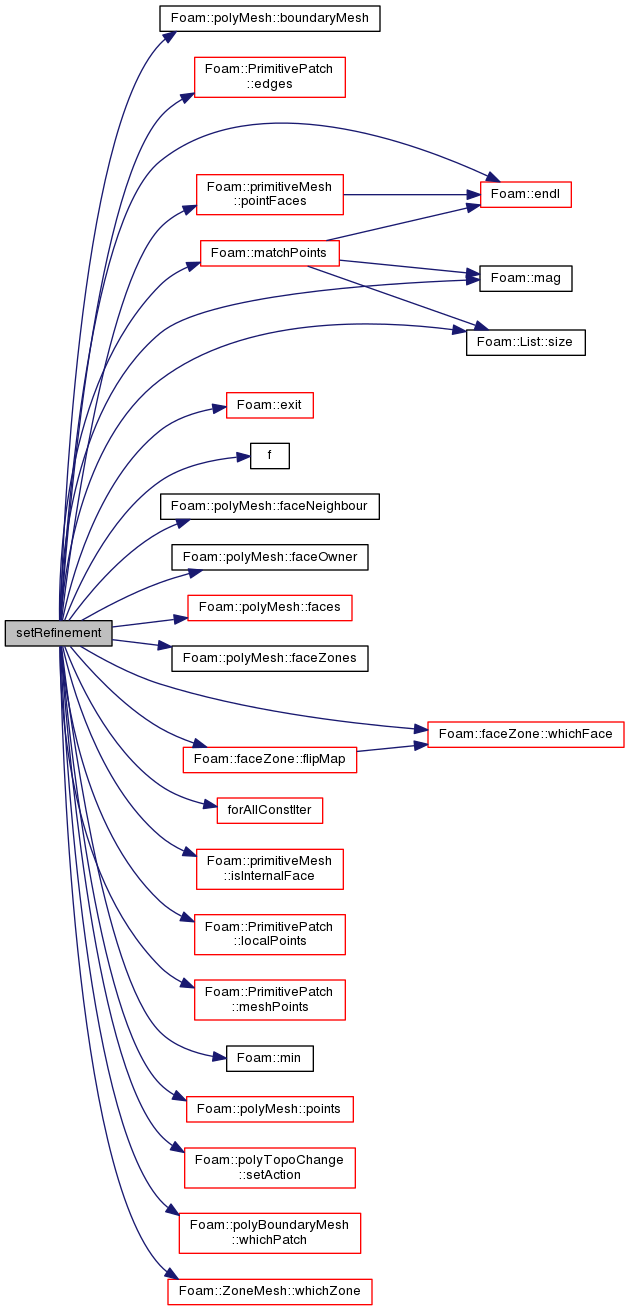 Foam::polyMesh::boundaryMesh
Foam::PrimitivePatch
::edges
Foam::primitiveMesh
::pointFaces
Foam::endl
Foam::matchPoints
Foam::mag
Foam::List::size
Foam::exit
f
Foam::polyMesh::faceNeighbour
Foam::polyMesh::faceOwner
Foam::polyMesh::faces
setRefinement
Foam::polyMesh::faceZones
Foam::faceZone::whichFace
Foam::faceZone::flipMap
forAllConstIter
Foam::primitiveMesh
::isInternalFace
Foam::PrimitivePatch
::localPoints
Foam::PrimitivePatch
::meshPoints
Foam::min
Foam::polyMesh::points
Foam::polyTopoChange
::setAction
Foam::polyBoundaryMesh
::whichPatch
Foam::ZoneMesh::whichZone